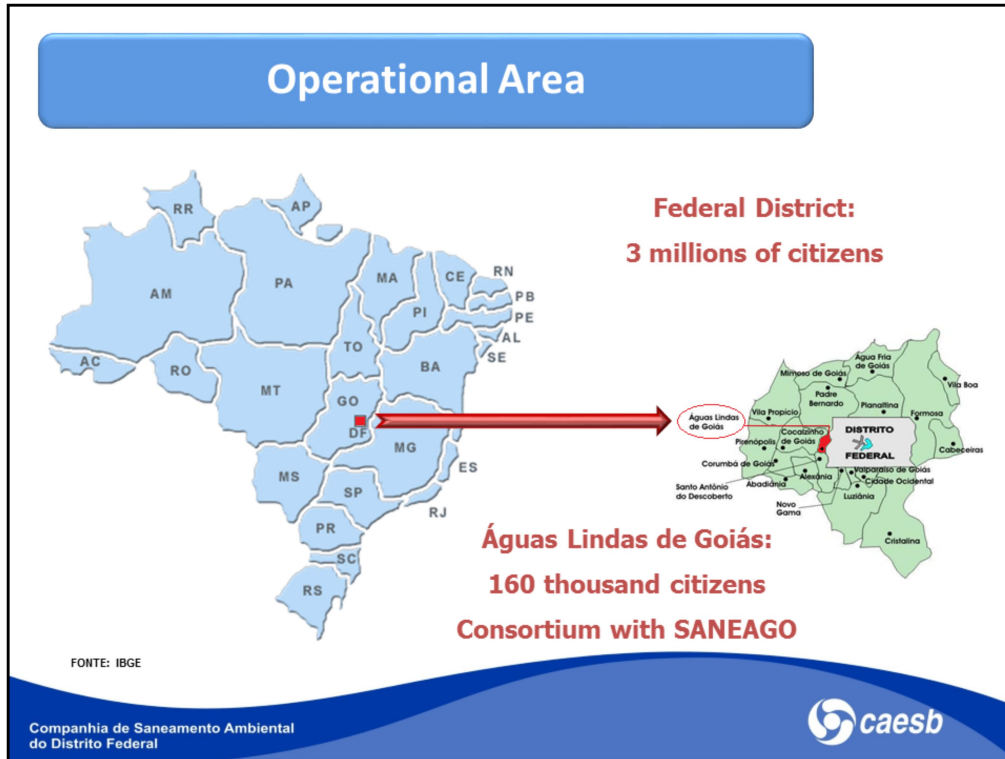 Operational Area
RR
AP
AM
PA
MA
CE
RN
PB
PE
AL
SE
PI
AC
RO
TO
BA
MT
GO
DF
MG
ES
MS
SP
RJ
PR
SC
RS
Federal District:
3 millions of citizens
Águas Lindas
de Goiás
Mimoso de Goiás
Água Fria
de Goiás
Padre
Bernardo
Planaltina
Vila Boa
Vila Propício
Formosa
Pirenópolis
Cocalzinho
de Goiás
DISTRITO
FEDERAL
Cabeceiras
Corumbá de Goiás
Alexânia
Abadiânia
Santo Antônio
do Descoberto
Valparaíso de Goiás
Cidade Ocidental
Novo
Gama
Luziânia
Cristalina
Águas Lindas de Goiás:
160 thousand citizens
Consortium with SANEAGO
FONTE: IBGE
Companhia de Saneamento Ambiental
do Distrito Federal
caesb